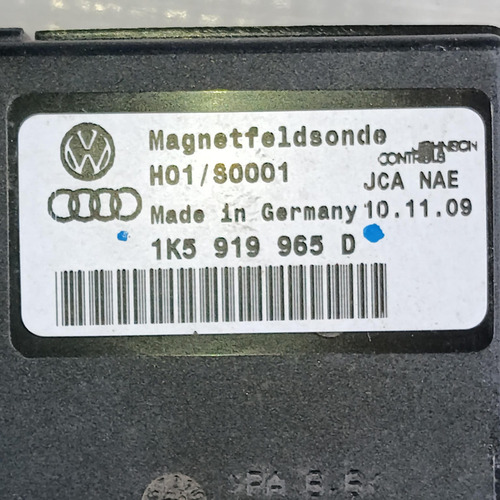 Magnetfeldsonde
JOHNSON
CONTROLS
H01/S0001
JCA NAE
Made in Germany 10.11.09
1K5 919 965 D